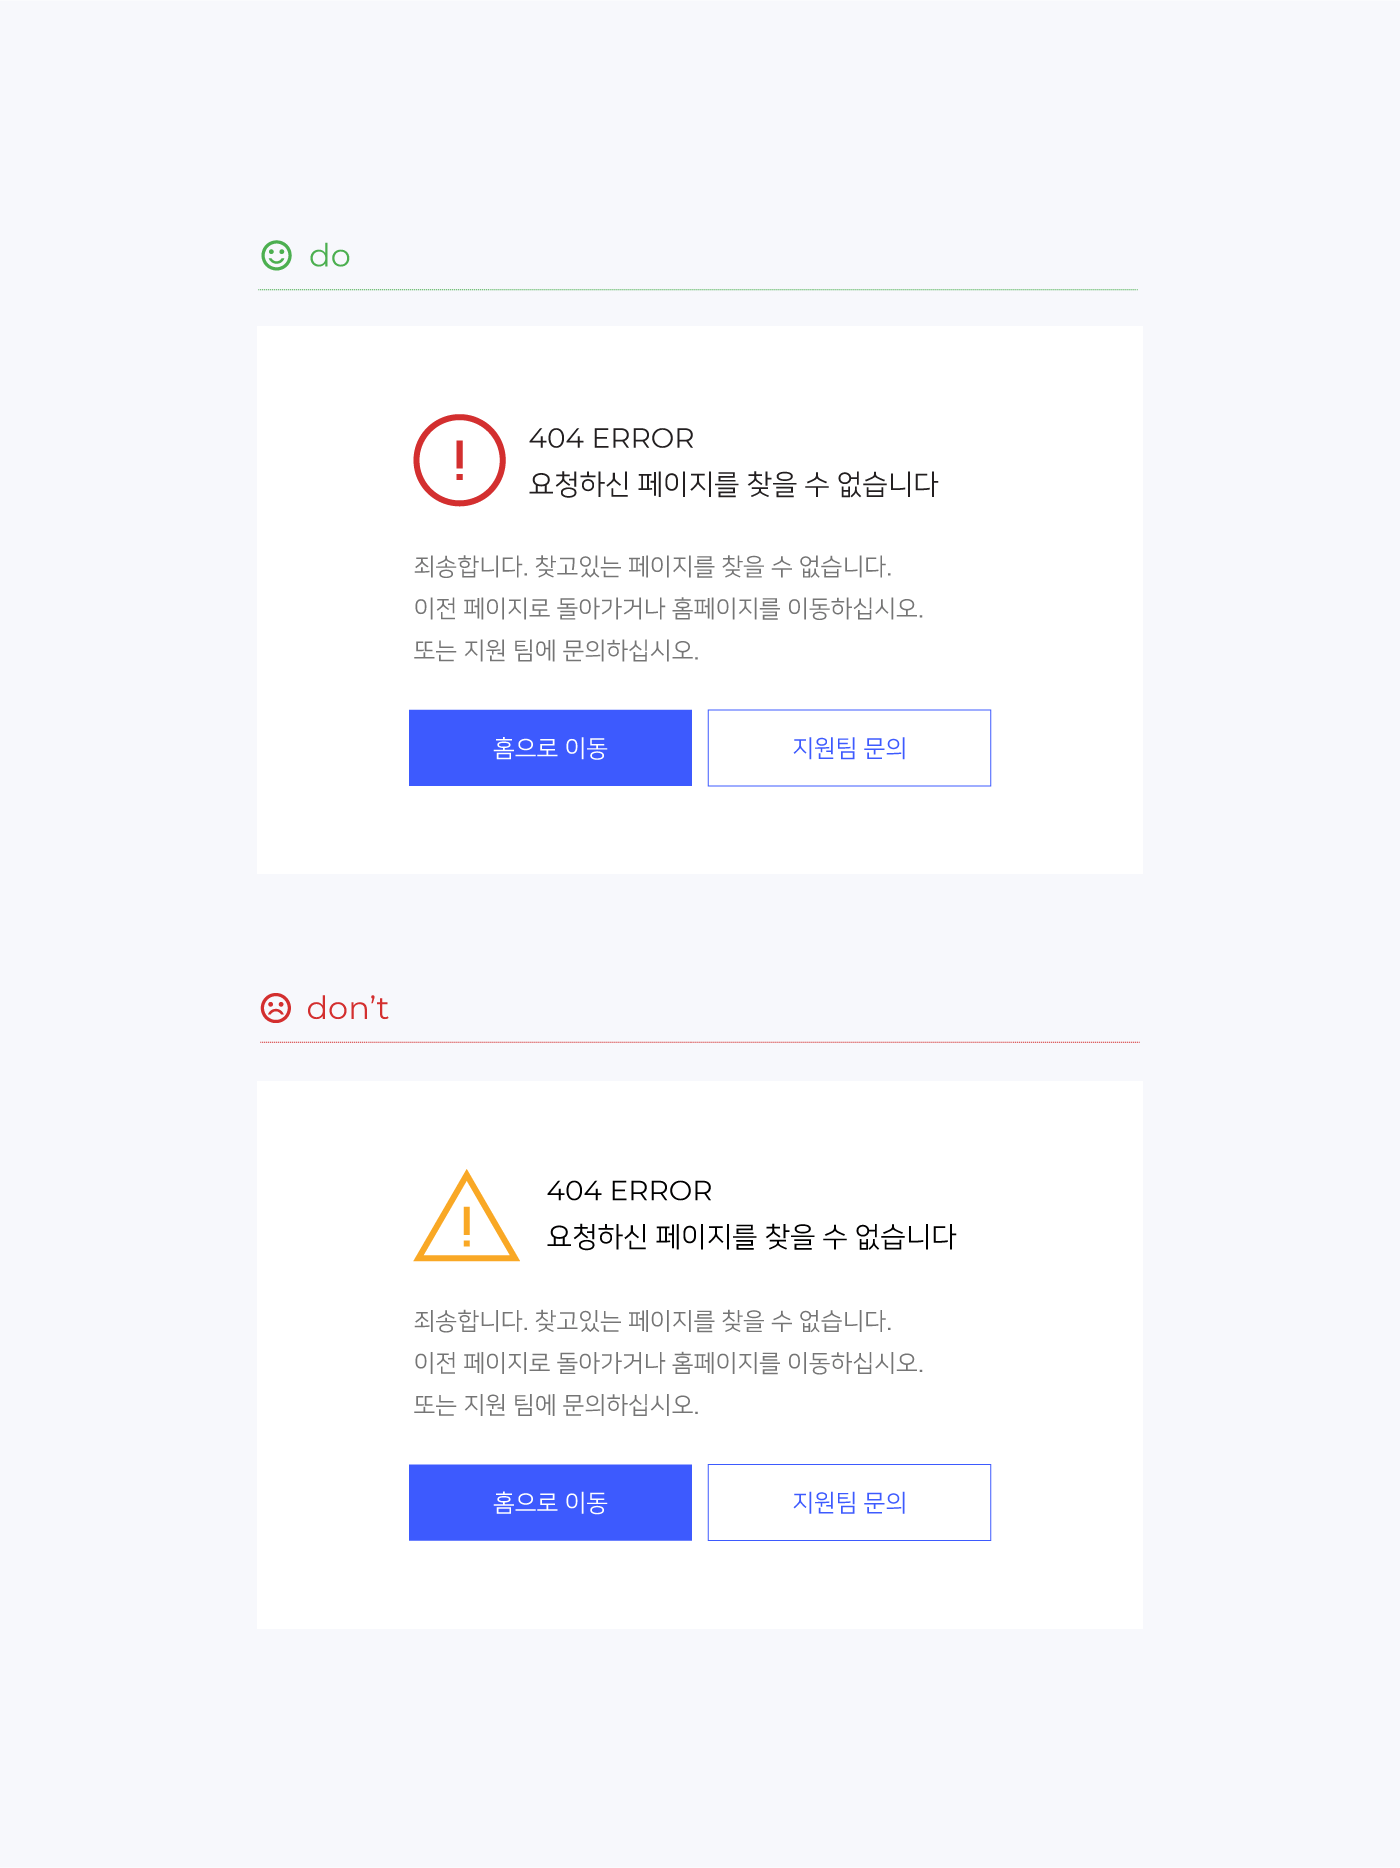 do
404 ERROR
요청하신 페이지를 찾을 수 없습니다
죄송합니다. 찾고있는 페이지를 찾을 수 없습니다.
이전 페이지로 돌아가거나 홈페이지를 이동하십시오.
또는 지원 팀에 문의하십시오.
홈으로 이동
지원팀 문의
don’t
404 ERROR
요청하신 페이지를 찾을 수 없습니다
죄송합니다. 찾고있는 페이지를 찾을 수 없습니다.
이전 페이지로 돌아가거나 홈페이지를 이동하십시오.
또는 지원 팀에 문의하십시오.
홈으로 이동
지원팀 문의